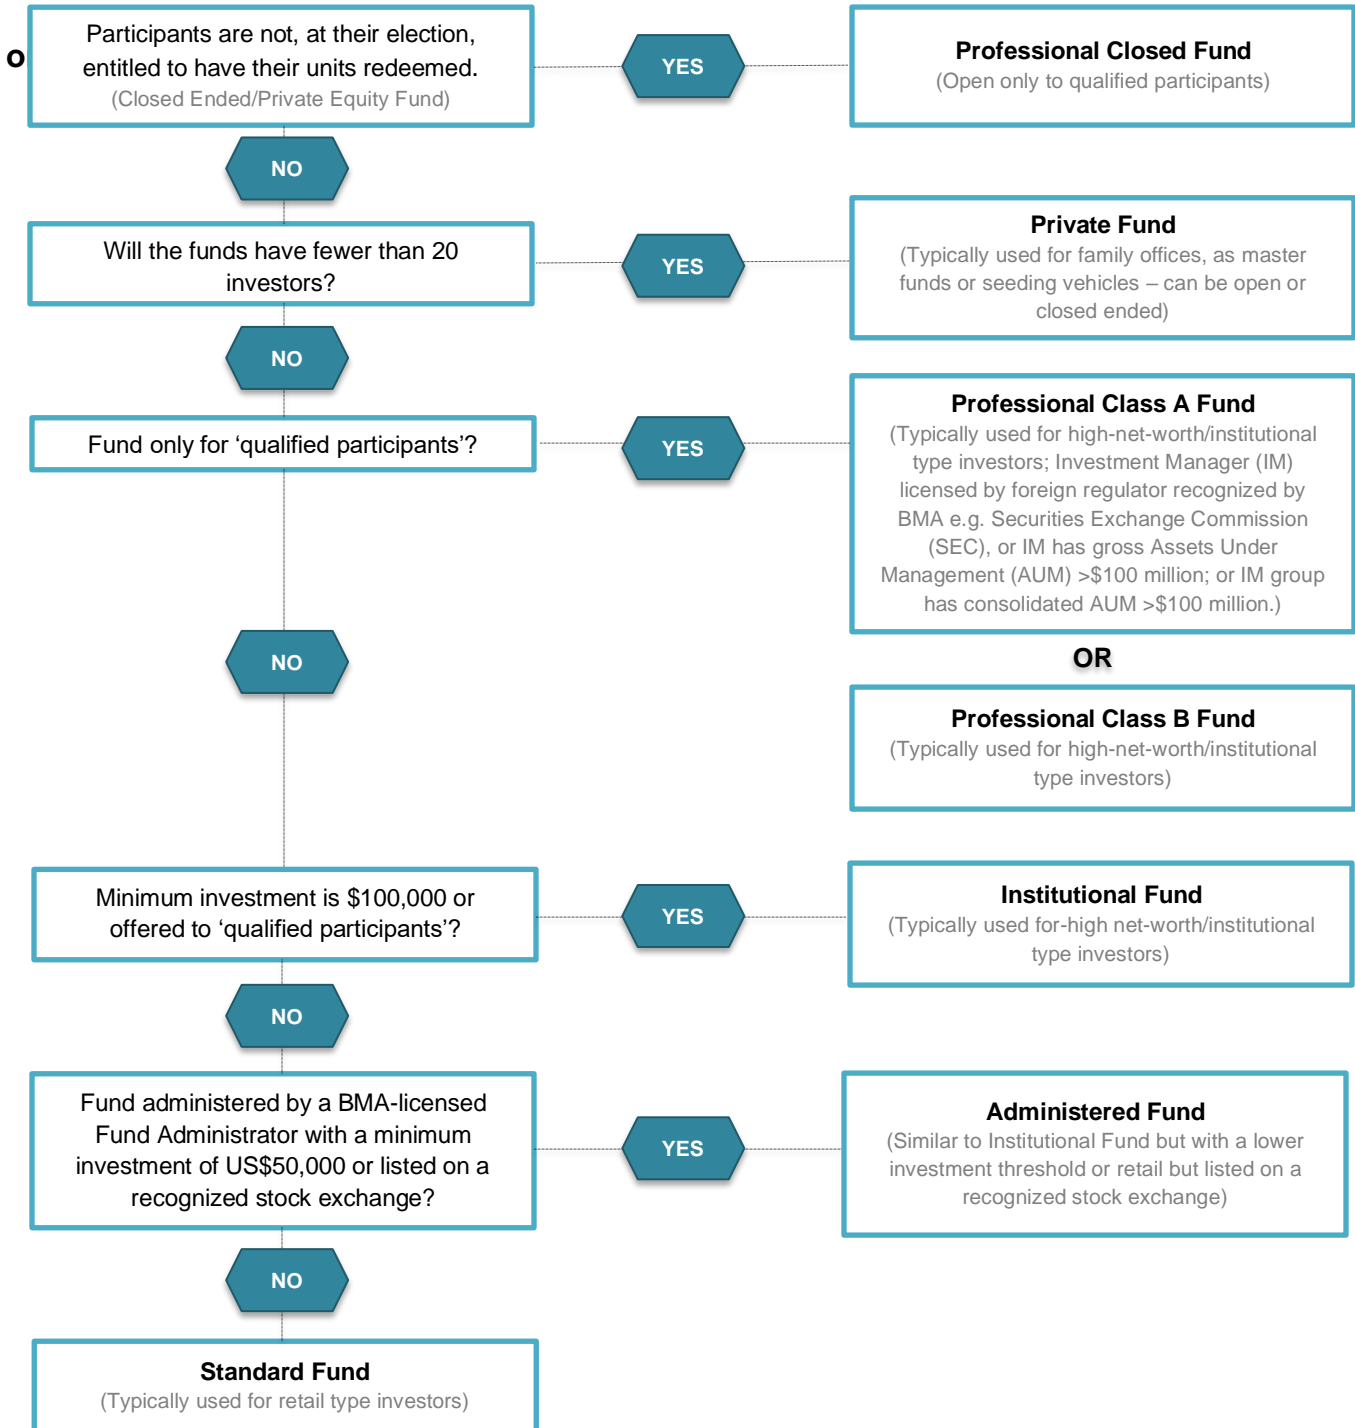 o
Participants are not, at their election,
entitled to have their units redeemed.
(Closed Ended/Private Equity Fund)
YES
Professional Closed Fund
(Open only to qualified participants)
NO
Will the funds have fewer than 20
investors?
YES
Private Fund
(Typically used for family offices, as master
funds or seeding vehicles – can be open or
closed ended)
NO
Fund only for ‘qualified participants’?
YES
Professional Class A Fund
(Typically used for high-net-worth/institutional
type investors; Investment Manager (IM)
licensed by foreign regulator recognized by
BMA e.g. Securities Exchange Commission
(SEC), or IM has gross Assets Under
Management (AUM) >$100 million; or IM group
has consolidated AUM >$100 million.)
NO
OR
Professional Class B Fund
(Typically used for high-net-worth/institutional
type investors)
Minimum investment is $100,000 or
offered to ‘qualified participants’?
YES
Institutional Fund
(Typically used for-high net-worth/institutional
type investors)
NO
Fund administered by a BMA-licensed
Fund Administrator with a minimum
investment of US$50,000 or listed on a
recognized stock exchange?
YES
Administered Fund
(Similar to Institutional Fund but with a lower
investment threshold or retail but listed on a
recognized stock exchange)
NO
Standard Fund
(Typically used for retail type investors)